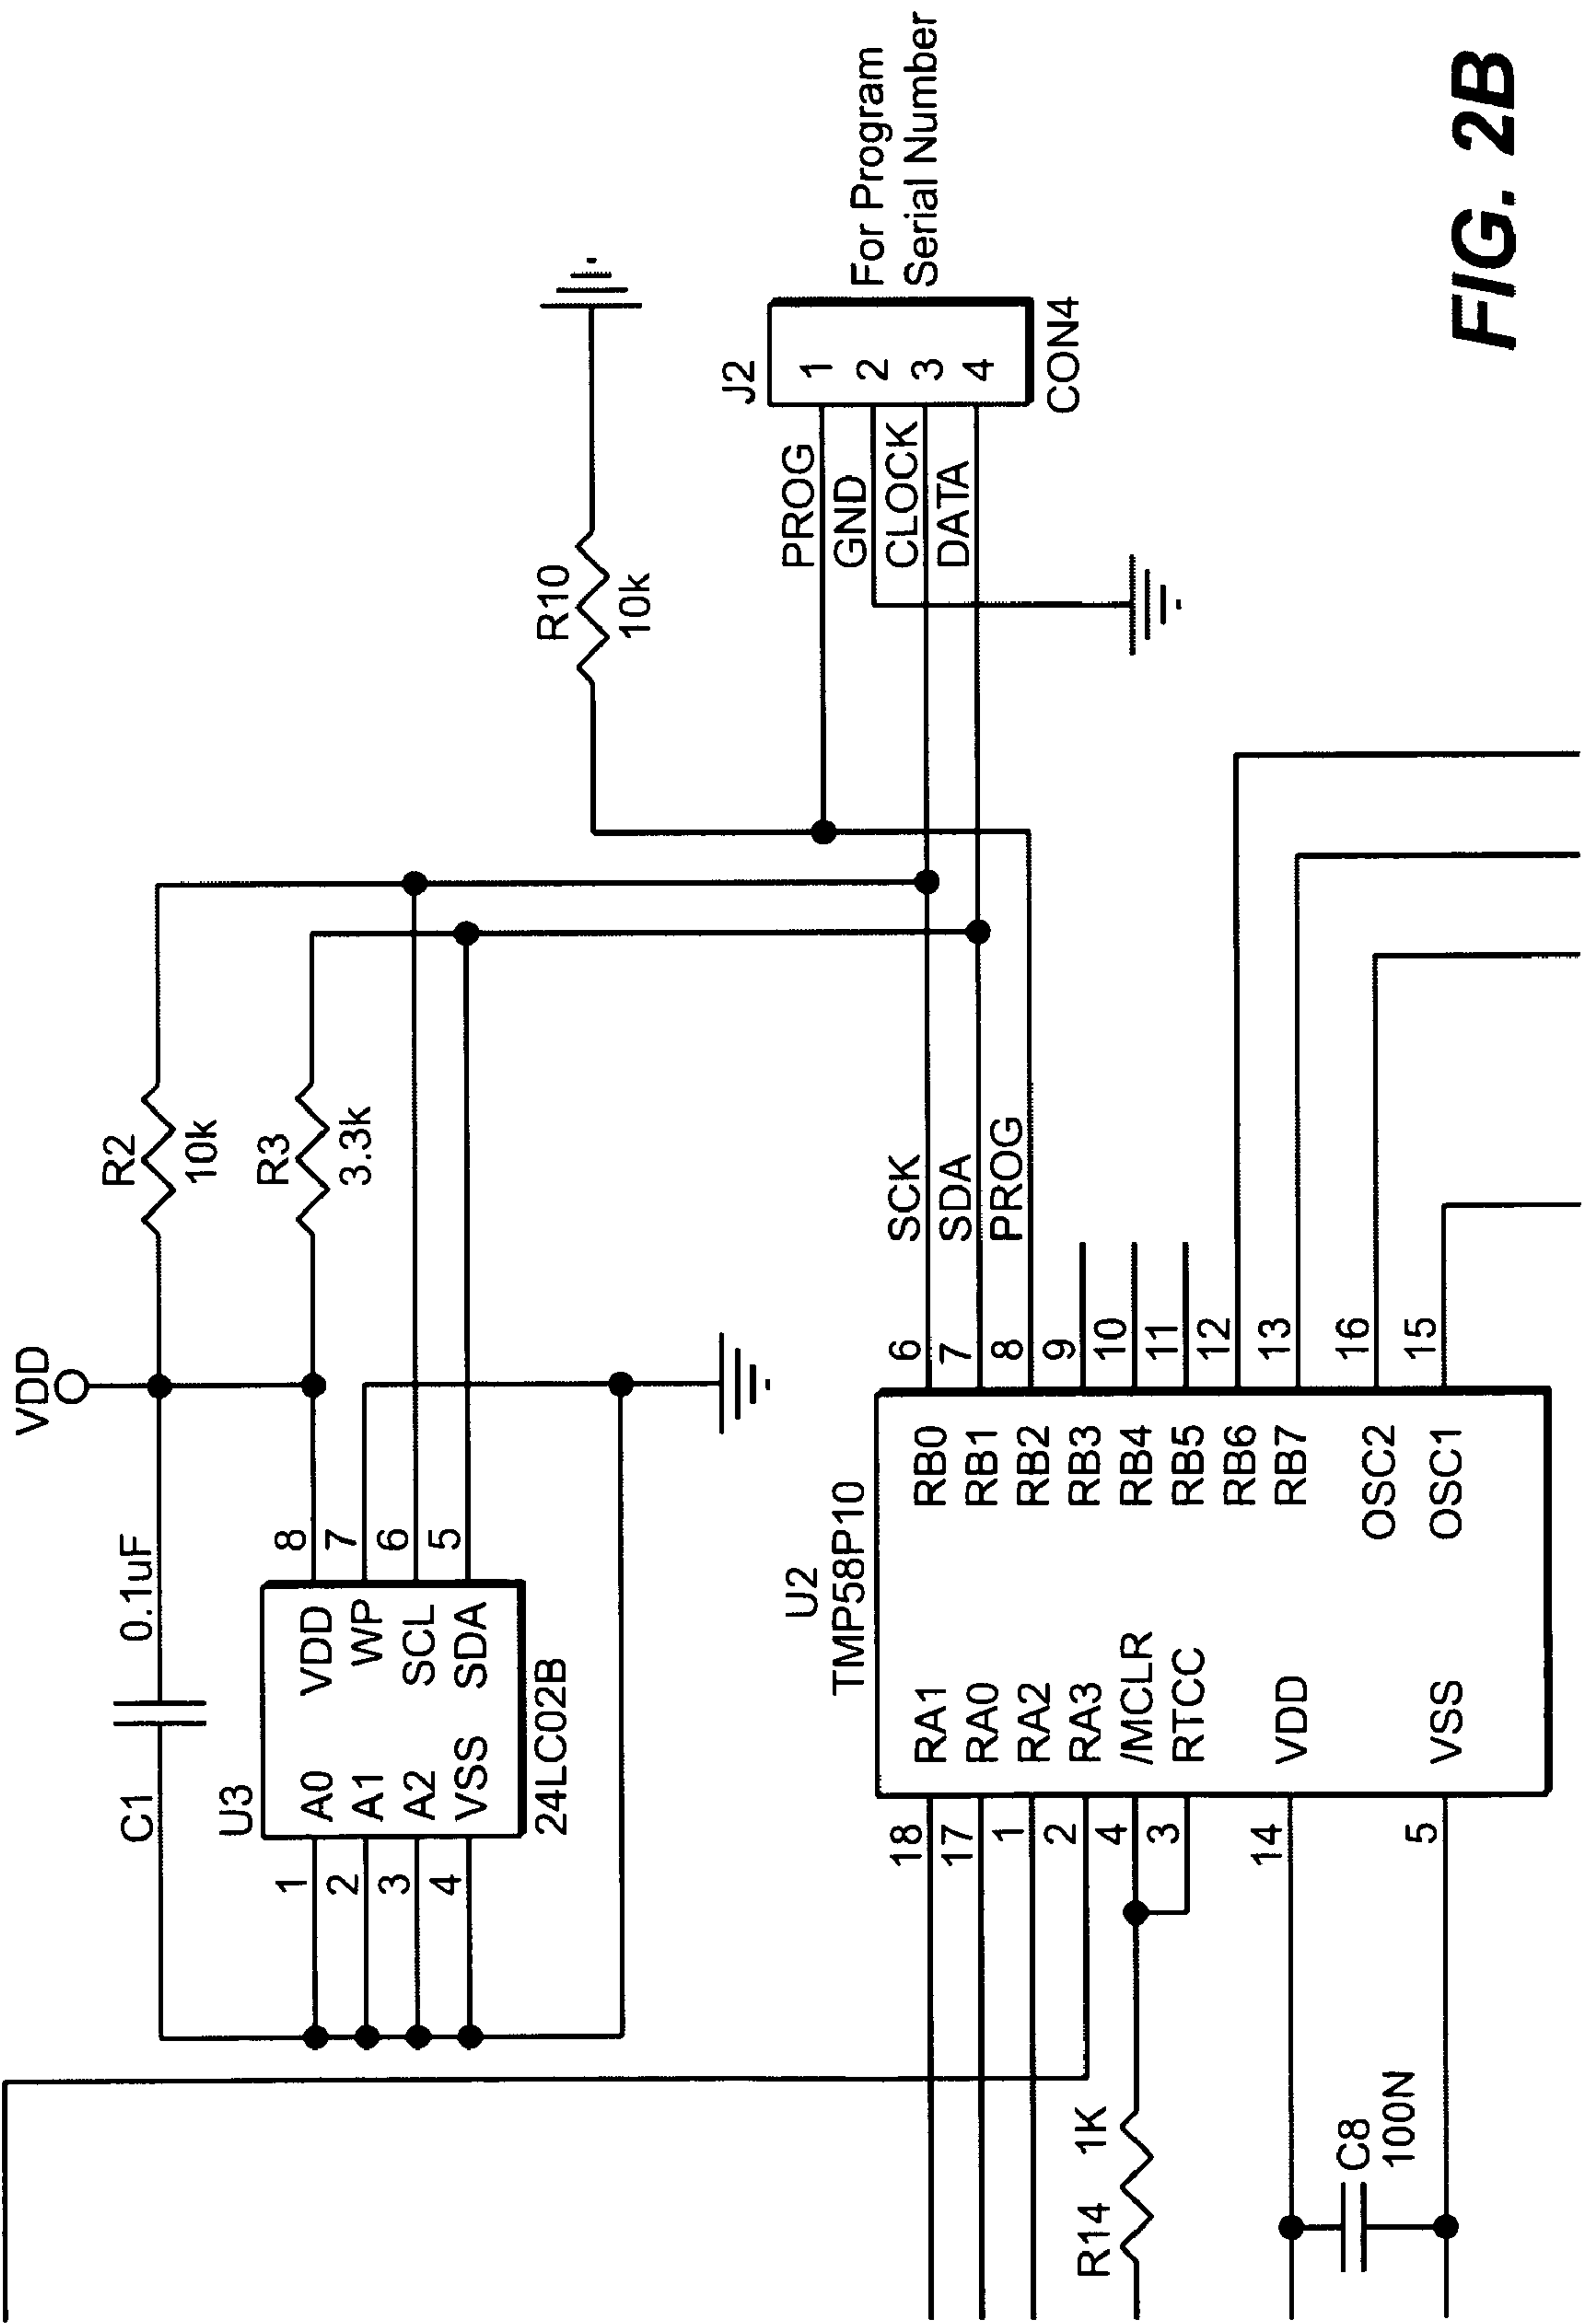 VDD
C1 0.1uF
R2
10k
U3
R3
3.3k
1 A0 VDD 8
2 A1 WP 7
3 A2 SCL 6
4 VSS SDA 5
24LC02B
R10
10k
J2
PROG 1
GND 2
CLOCK 3
DATA 4
CON4
For Program
Serial Number
U2
TMP58P10
18 RA1 RB0 6 SCK
17 RA0 RB1 7 SDA
1 RA2 RB2 8 PROG
2 RA3 RB3 9
4 /MCLR RB4 10
3 RTCC RB5 11
RB6 12
14 VDD RB7 13
OSC2 16
5 VSS OSC1 15
R14 1K
C8
100N
FIG. 2B